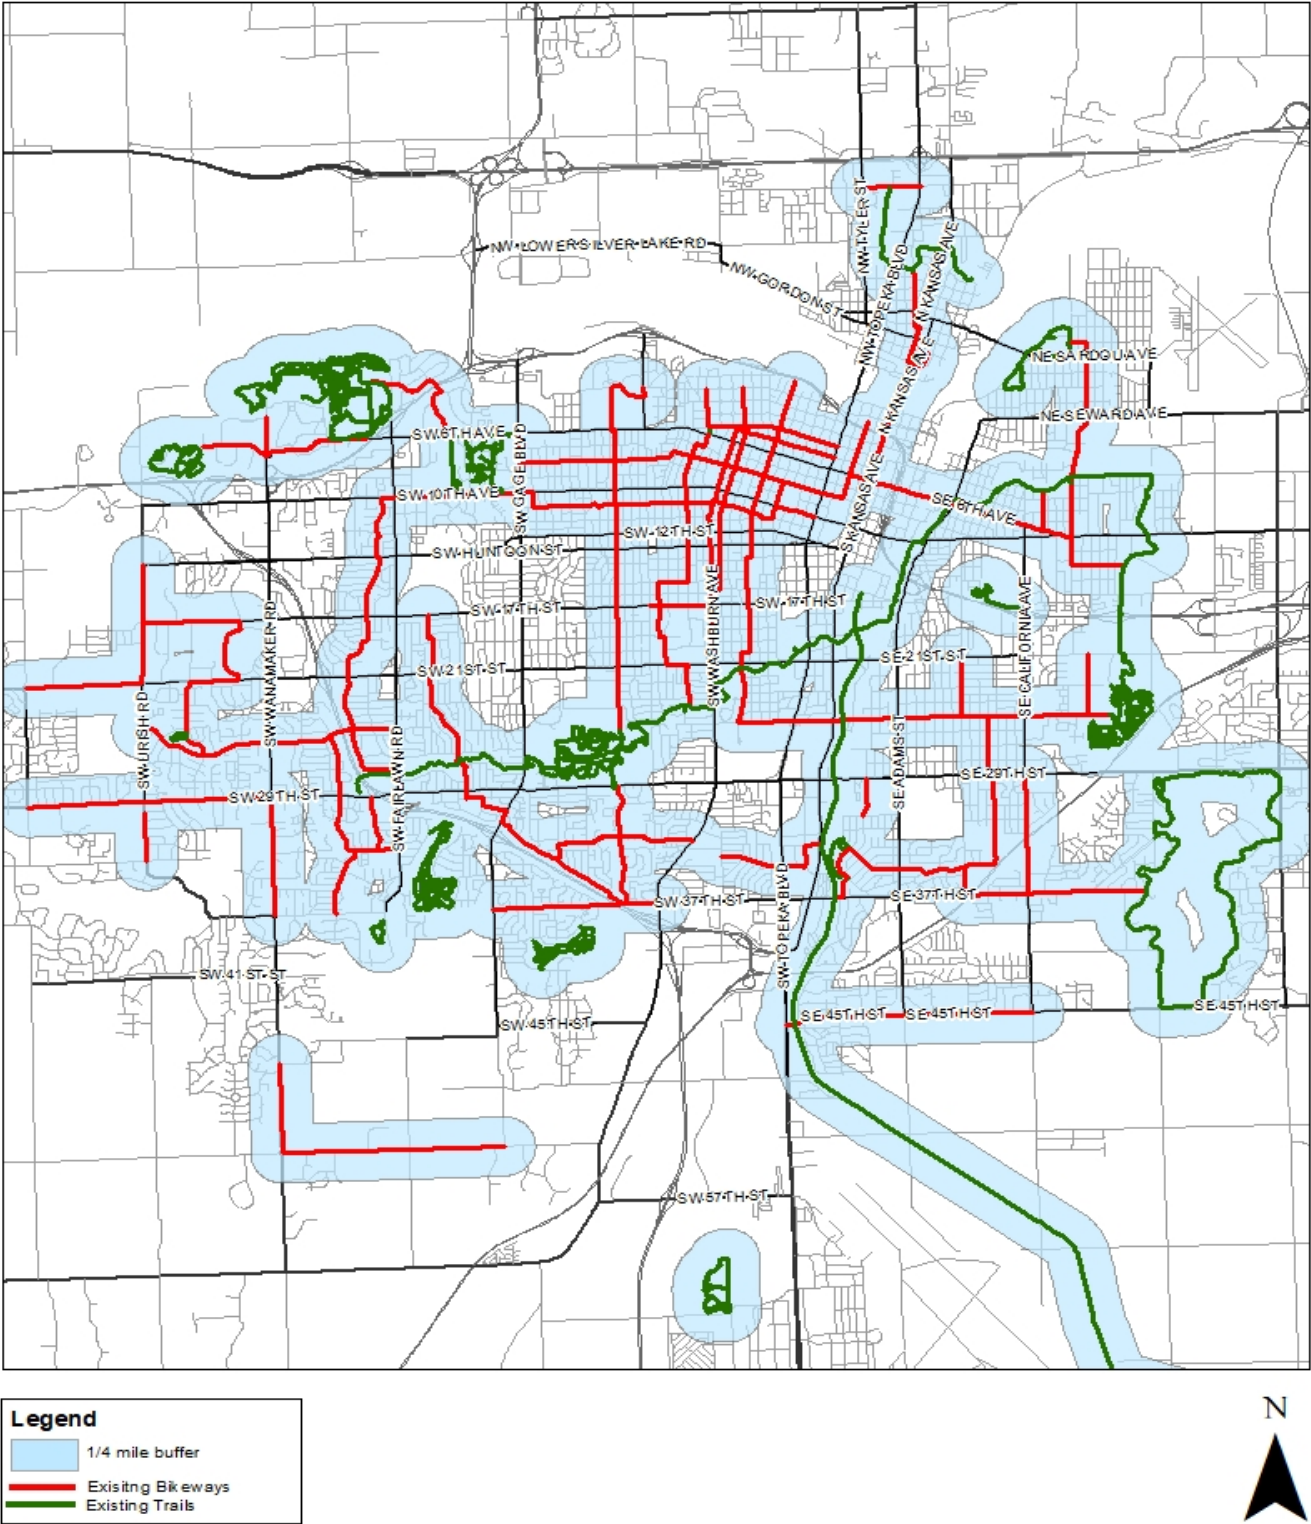 NW TYLER ST
NW LOWER SILVER LAKE RD
NW TOPEKA BLVD
N KANSAS AVE
NW GORDON ST
NE SARDOU AVE
N KANSAS AVE
NE SEWARD AVE
SW 6TH AVE
SW GAGE BLVD
SW 10TH AVE
S KANSAS AVE
SE 6TH AVE
SW 12TH ST
SW HUNTOON ST
SW 17TH ST
SW 17TH ST
SW WANAMAKER RD
SW WASHBURN AVE
SE CALIFORNIA AVE
SW 21ST ST
SE 21ST ST
SW URISH RD
SW FAIRLAWN RD
SE ADAMS ST
SW 29TH ST
SE 29TH ST
SW TOPEKA BLVD
SW 37TH ST
SE 37TH ST
SW 41 ST ST
SW 45TH ST
SE 45TH ST
SE 45TH ST
SE 45TH ST
SW 57TH ST
Legend
1/4 mile buffer
Exisitng Bikeways
Existing Trails
N